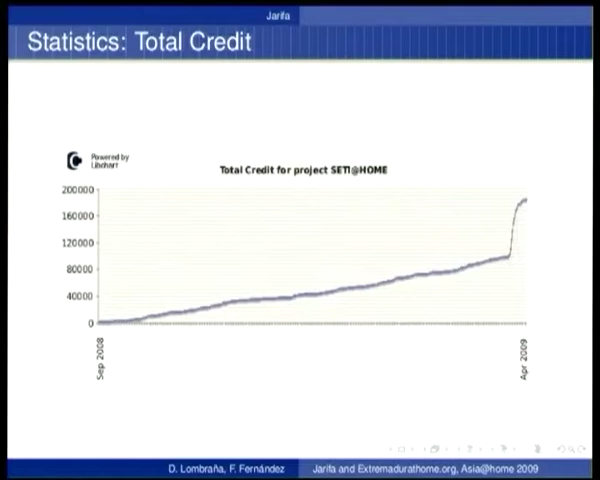 Jarifa
Statistics: Total Credit
Powered by
Libchart
Total Credit for project SETI@HOME
200000
160000
120000
80000
40000
0
Sep 2008
Apr 2009
D. Lombraña, F. Fernández
Jarifa and Extremadurathome.org, Asia@home 2009